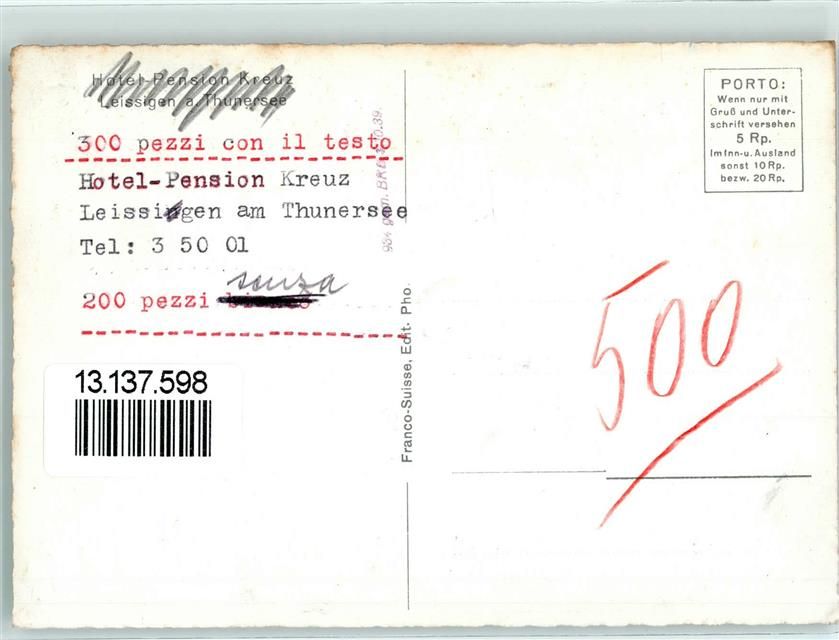 Hotel-Pension Kreuz
Leissigen a. Thunersee
300 pezzi con il testo
Hotel-Pension Kreuz
Leissingen am Thunersee
Tel: 3 50 01
senza
200 pezzi
13.137.598
Franco-Suisse, Edit. Pho.
PORTO:
Wenn nur mit
Gruß und Unter-
schrift versehen
5 Rp.
Im Inn-u. Ausland
sonst 10 Rp.
bezw. 20 Rp.
500